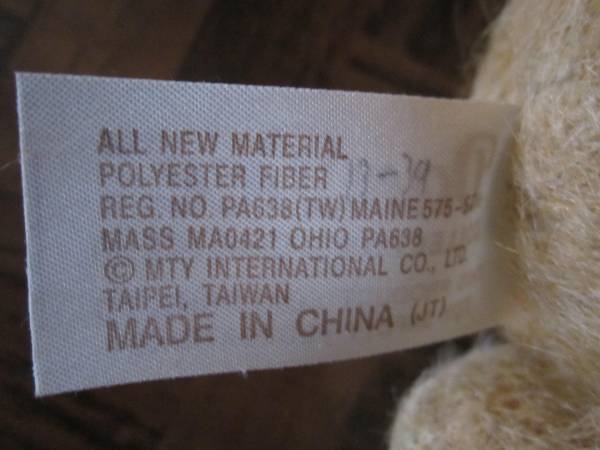 ALL NEW MATERIAL
POLYESTER FIBER
REG. NO. PA638(TW) MAINE 575-
MASS MA0421 OHIO PA638
© MTY INTERNATIONAL CO., LTD.
TAIPEI, TAIWAN
MADE IN CHINA (JT)